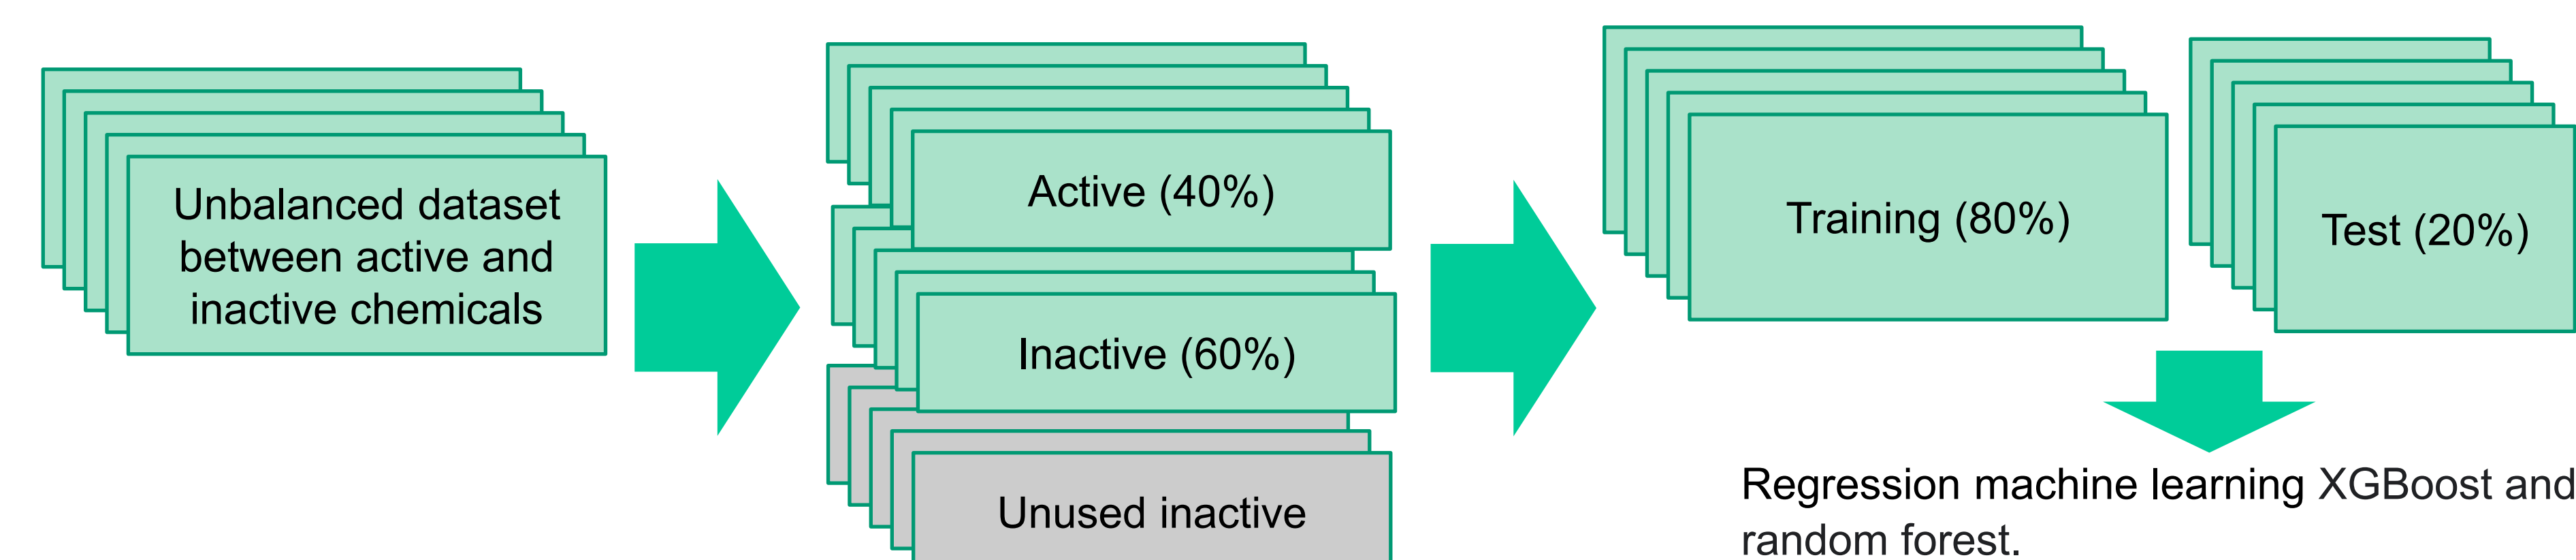 Unbalanced dataset
between active and
inactive chemicals
Active (40%)
Inactive (60%)
Unused inactive
Training (80%)
Test (20%)
Regression machine learning XGBoost and
random forest.